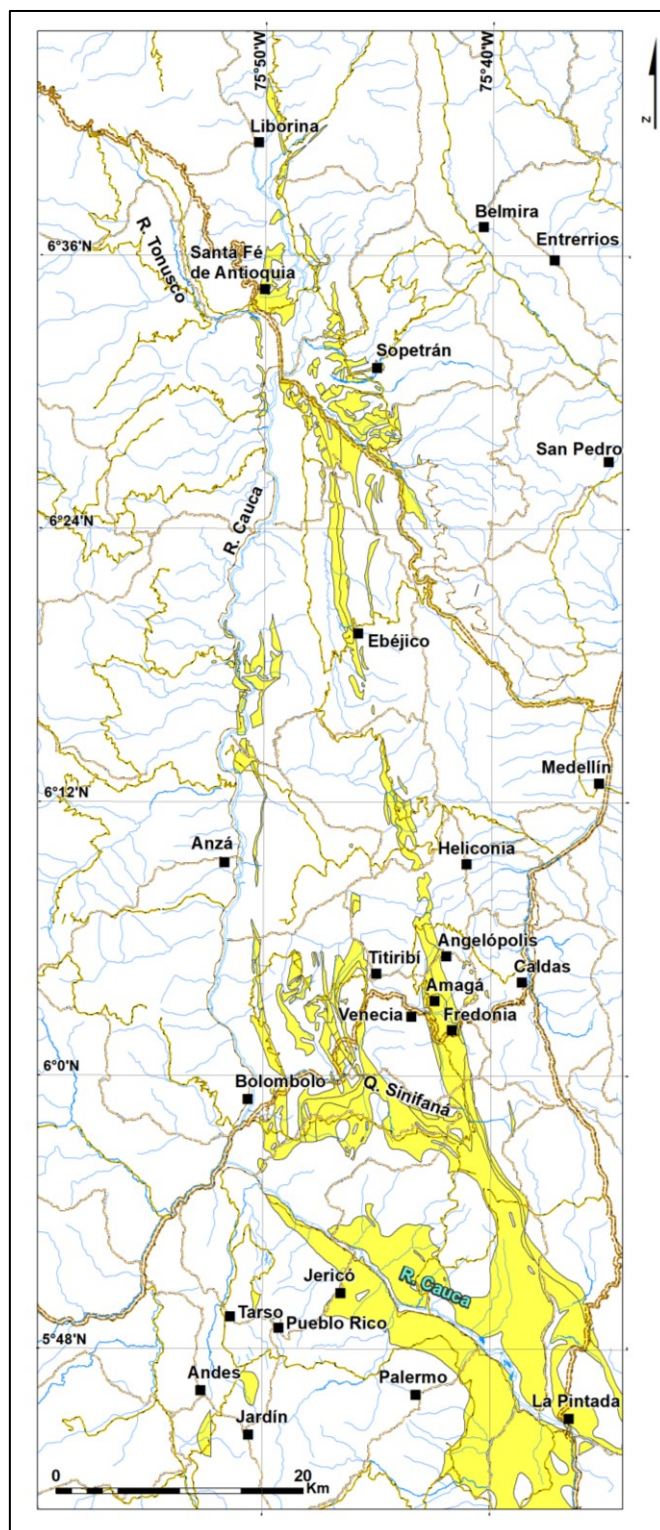 75°50'W
75°40'W
z
Liborina
Belmira
6°36'N
Entrerrios
R. Tonusco
Santa Fé
de Antioquia
Sopetrán
San Pedro
6°24'N
R. Cauca
Ebéjico
Medellín
6°12'N
Anzá
Heliconia
Angelópolis
Titiribí
Caldas
Amagá
Venecia
Fredonia
6°0'N
Bolombolo
Q. Sinifaná
Jericó
R. Cauca
Tarso
Pueblo Rico
5°48'N
Andes
Palermo
La Pintada
Jardín
0
20
Km